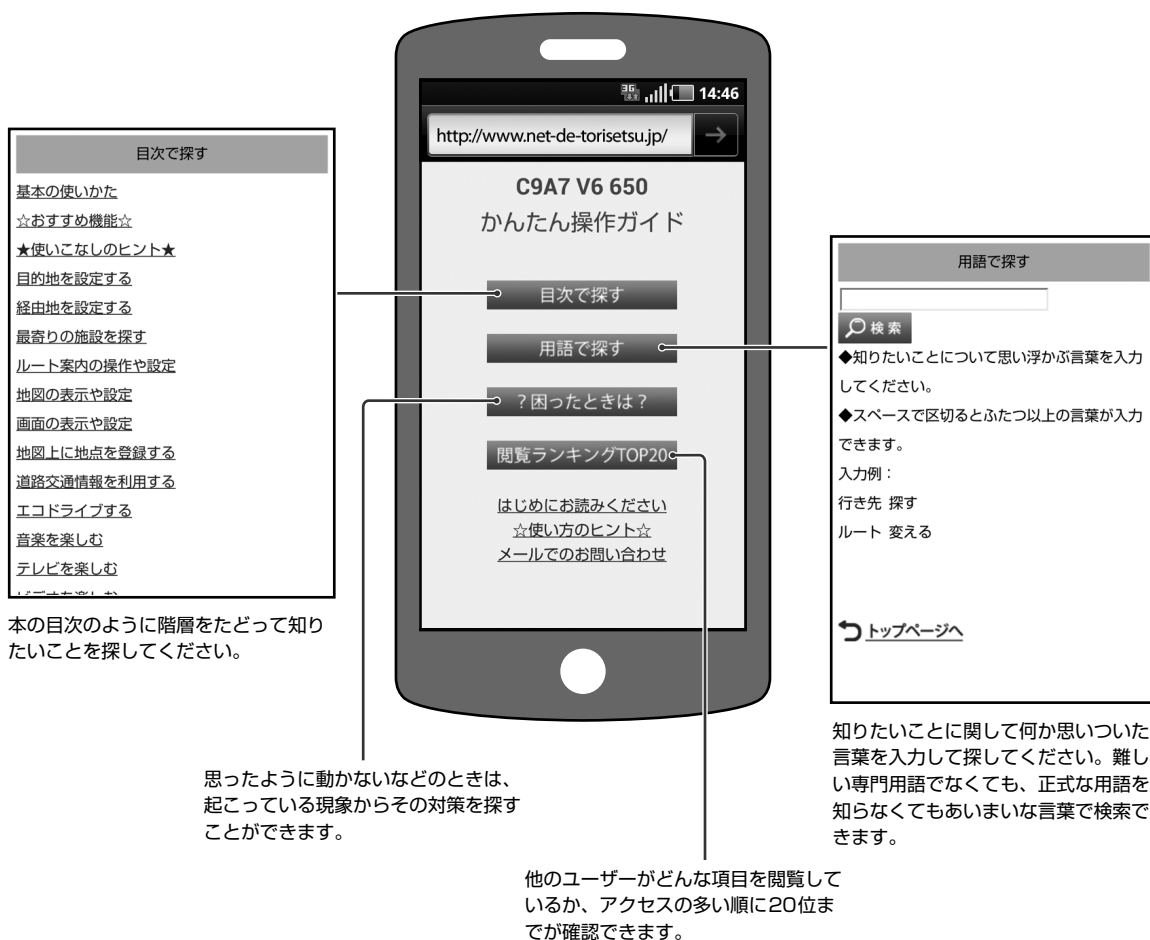 3G
14:46
http://www.net-de-torisetsu.jp/
C9A7 V6 650
かんたん操作ガイド
目次で探す
用語で探す
？困ったときは？
閲覧ランキングTOP20
はじめにお読みください
☆使い方のヒント☆
メールでのお問い合わせ
目次で探す
基本の使いかた
☆おすすめ機能☆
★使いこなしのヒント★
目的地を設定する
経由地を設定する
最寄りの施設を探す
ルート案内の操作や設定
地図の表示や設定
画面の表示や設定
地図上に地点を登録する
道路交通情報を利用する
エコドライブする
音楽を楽しむ
テレビを楽しむ
本の目次のように階層をたどって知り
たいことを探してください。
用語で探す
検索
◆知りたいことについて思い浮かぶ言葉を入力
してください。
◆スペースで区切るとふたつ以上の言葉が入力
できます。
入力例：
行き先 探す
ルート 変える
トップページへ
知りたいことに関して何か思いついた
言葉を入力して探してください。難し
い専門用語でなくても、正式な用語を
知らなくてもあいまいな言葉で検索で
きます。
思ったように動かないなどのときは、
起こっている現象からその対策を探す
ことができます。
他のユーザーがどんな項目を閲覧して
いるか、アクセスの多い順に20位ま
でが確認できます。